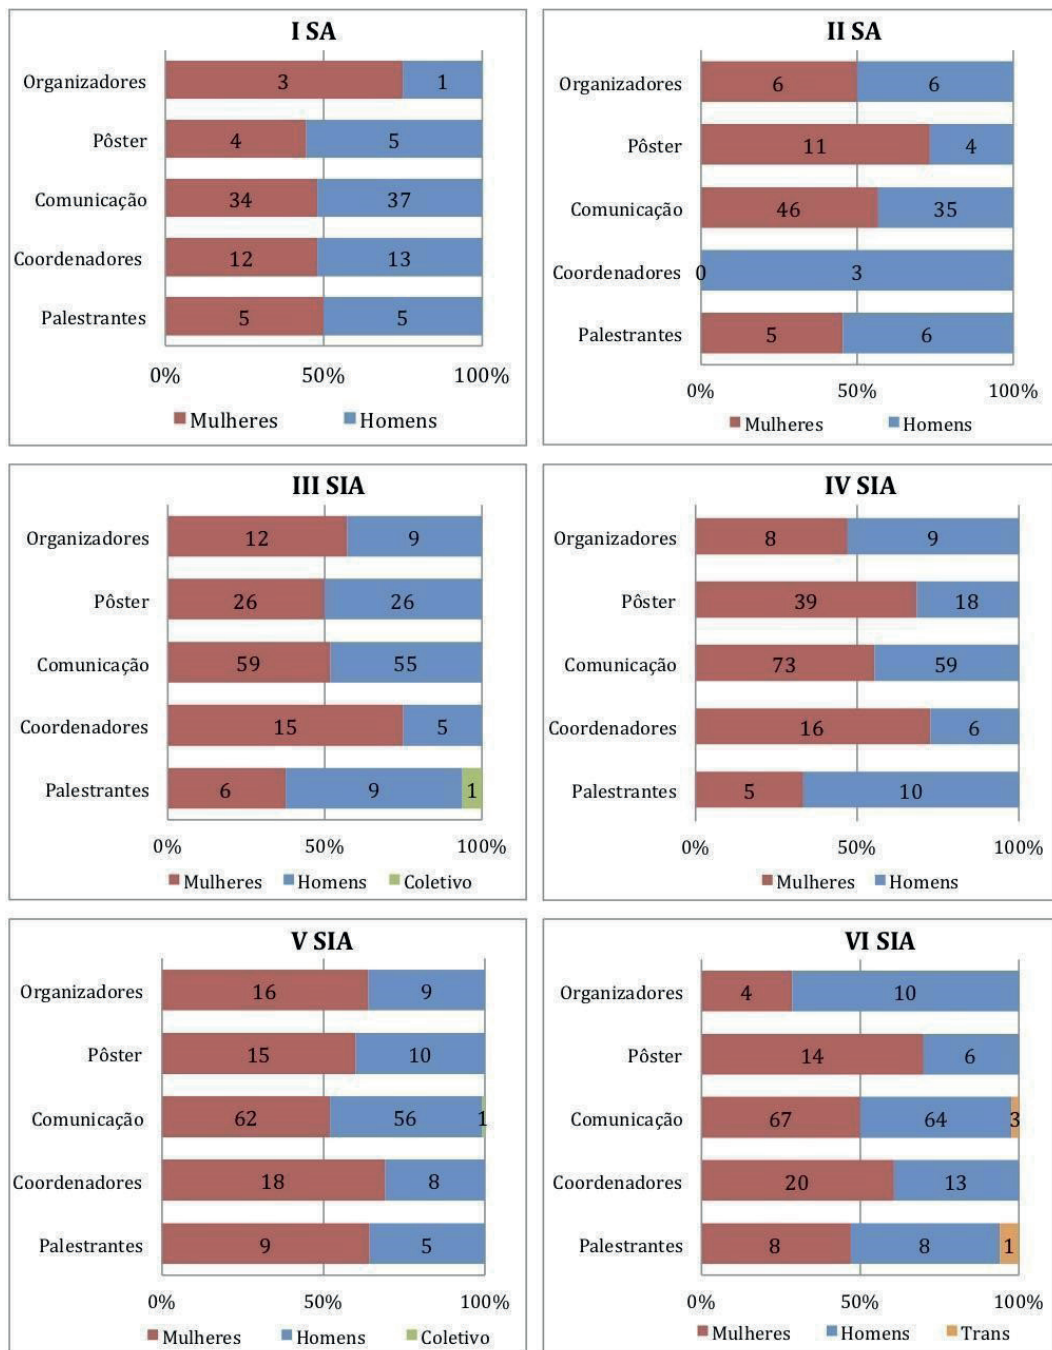 I SA
Organizadores 3 1
Pôster 4 5
Comunicação 34 37
Coordenadores 12 13
Palestrantes 5 5
0% 50% 100%
Mulheres Homens
II SA
Organizadores 6 6
Pôster 11 4
Comunicação 46 35
Coordenadores 0 3
Palestrantes 5 6
0% 50% 100%
Mulheres Homens
III SIA
Organizadores 12 9
Pôster 26 26
Comunicação 59 55
Coordenadores 15 5
Palestrantes 6 9 1
0% 50% 100%
Mulheres Homens Coletivo
IV SIA
Organizadores 8 9
Pôster 39 18
Comunicação 73 59
Coordenadores 16 6
Palestrantes 5 10
0% 50% 100%
Mulheres Homens
V SIA
Organizadores 16 9
Pôster 15 10
Comunicação 62 56 1
Coordenadores 18 8
Palestrantes 9 5
0% 50% 100%
Mulheres Homens Coletivo
VI SIA
Organizadores 4 10
Pôster 14 6
Comunicação 67 64 3
Coordenadores 20 13
Palestrantes 8 8 1
0% 50% 100%
Mulheres Homens Trans